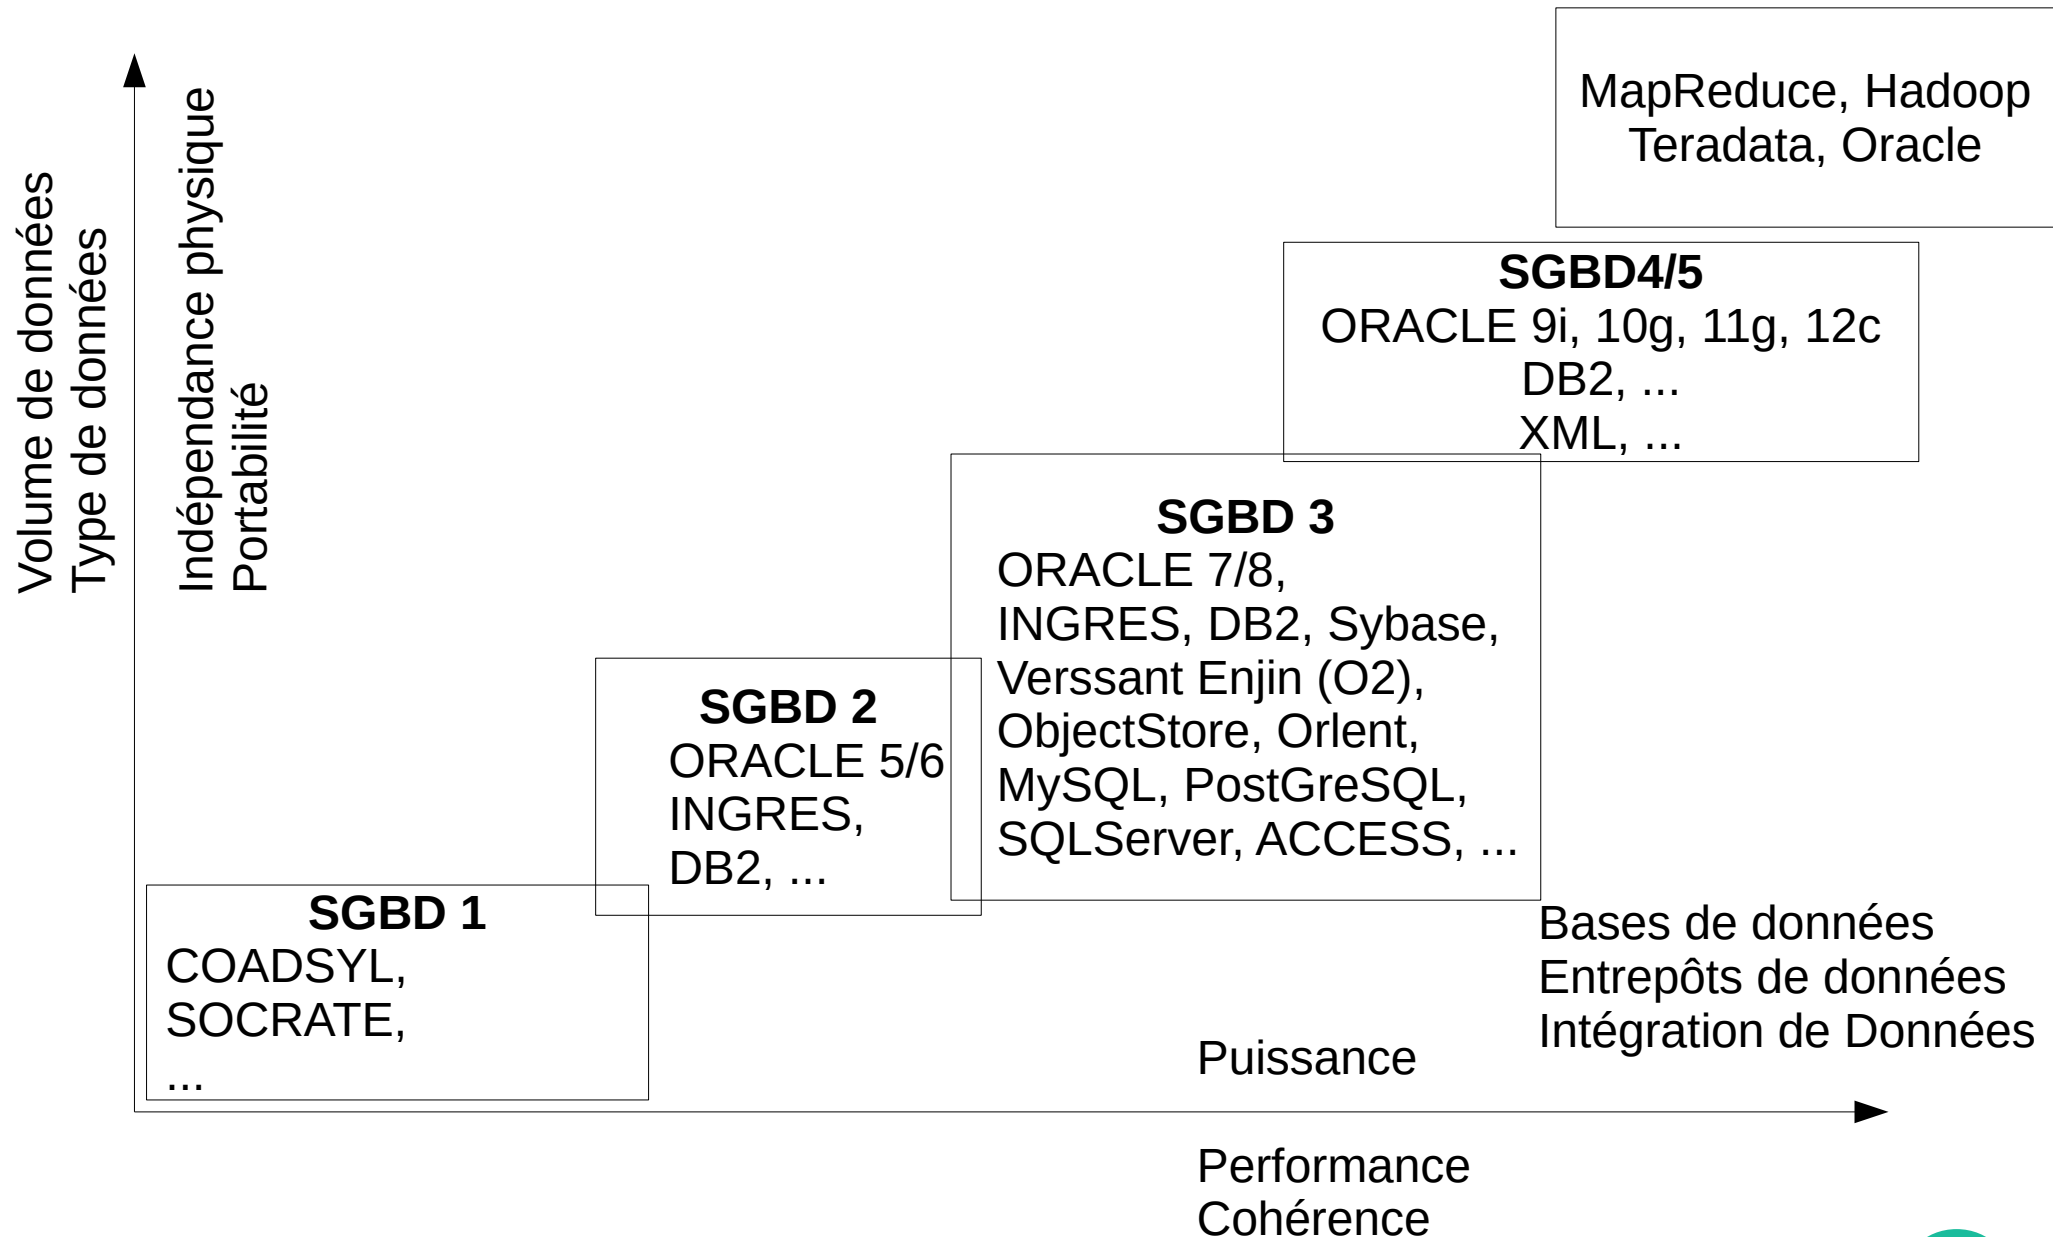 Volume de données
Type de données
Indépendance physique
Portabilité
MapReduce, Hadoop
Teradata, Oracle
SGBD4/5
ORACLE 9i, 10g, 11g, 12c
DB2, ...
XML, ...
SGBD 3
ORACLE 7/8,
INGRES, DB2, Sybase,
Verssant Enjin (O2),
ObjectStore, Orlent,
MySQL, PostGreSQL,
SQLServer, ACCESS, ...
SGBD 2
ORACLE 5/6
INGRES,
DB2, ...
SGBD 1
COADSYL,
SOCRATE,
...
Bases de données
Entrepôts de données
Intégration de Données
Puissance
Performance
Cohérence